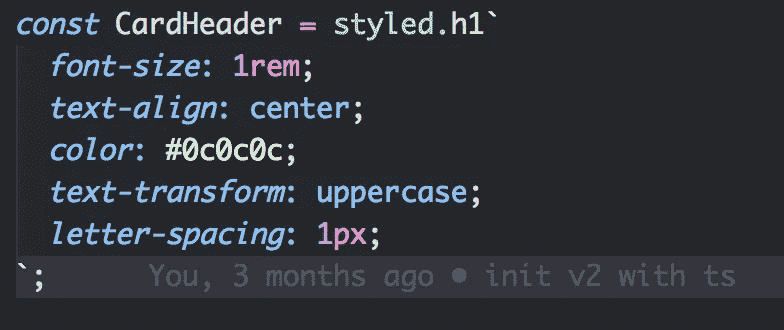 const CardHeader = styled.h1`
  font-size: 1rem;
  text-align: center;
  color: #0c0c0c;
  text-transform: uppercase;
  letter-spacing: 1px;
`;      You, 3 months ago • init v2 with ts